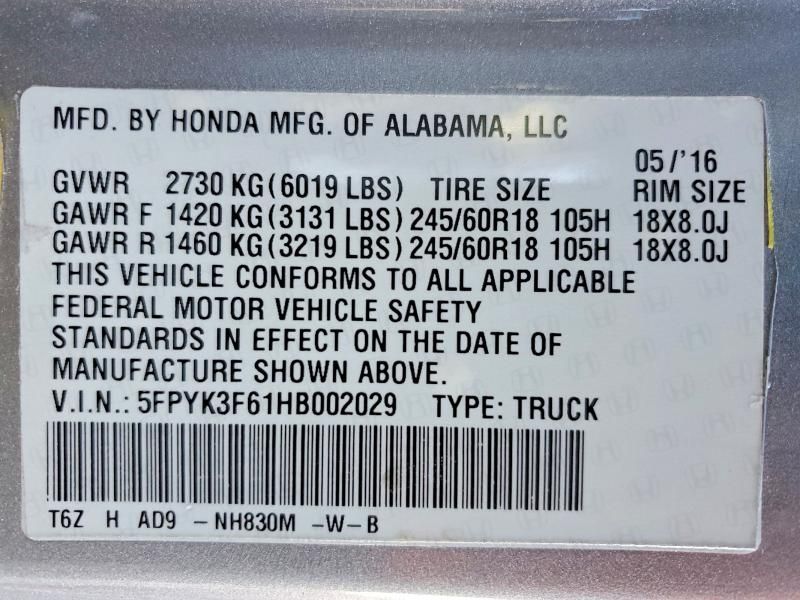 MFD. BY HONDA MFG. OF ALABAMA, LLC
05/'16
GVWR 2730 KG(6019 LBS) TIRE SIZE RIM SIZE
GAWR F 1420 KG(3131 LBS) 245/60R18 105H 18X8.0J
GAWR R 1460 KG(3219 LBS) 245/60R18 105H 18X8.0J
THIS VEHICLE CONFORMS TO ALL APPLICABLE
FEDERAL MOTOR VEHICLE SAFETY
STANDARDS IN EFFECT ON THE DATE OF
MANUFACTURE SHOWN ABOVE.
V.I.N.: 5FPYK3F61HB002029 TYPE: TRUCK
T6Z H AD9 -NH830M -W-B